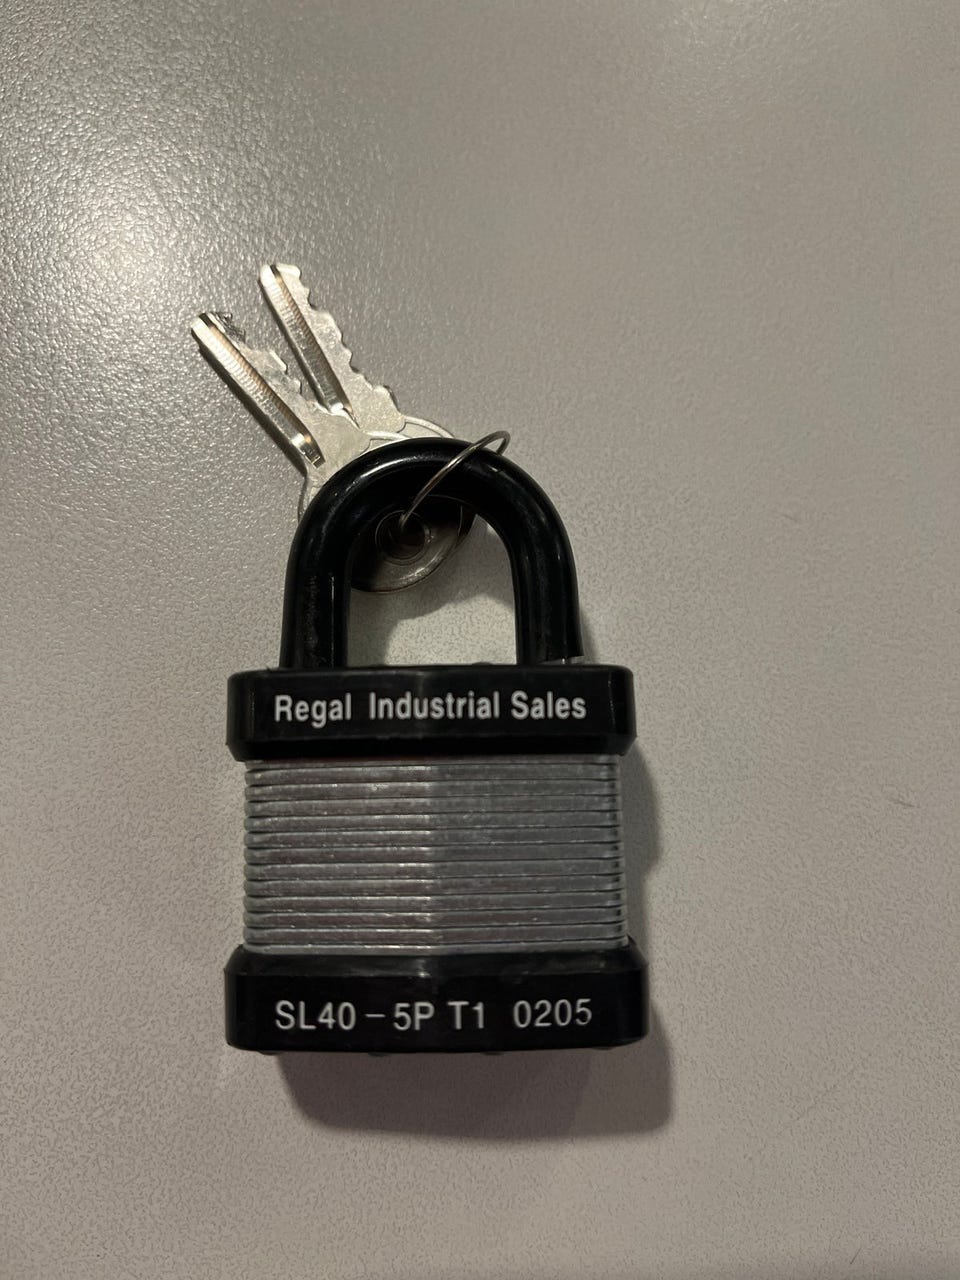 Regal Industrial Sales
SL40 – 5P T1 0205